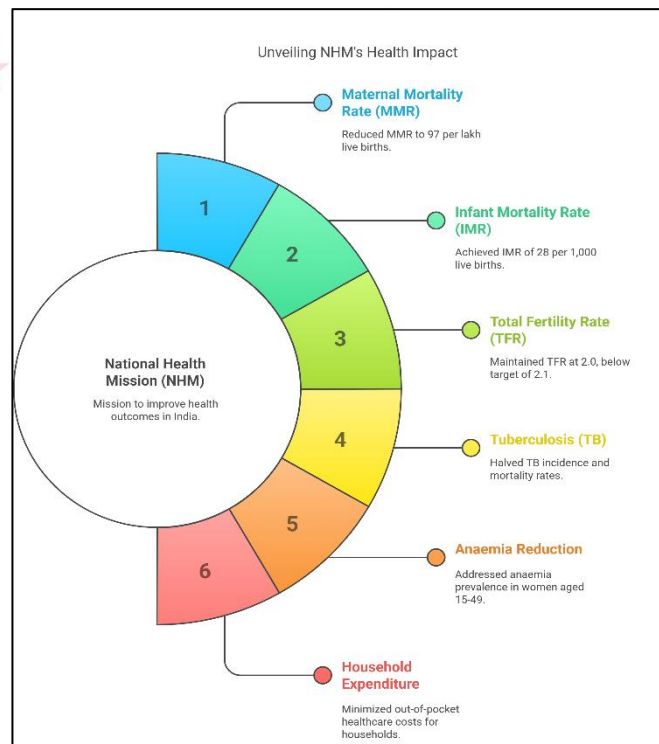 Unveiling NHM's Health Impact
Maternal Mortality
Rate (MMR)
Reduced MMR to 97 per lakh
live births.
1
Infant Mortality Rate
(IMR)
Achieved IMR of 28 per 1,000
live births.
2
Total Fertility Rate
(TFR)
Maintained TFR at 2.0, below
target of 2.1.
3
National Health
Mission (NHM)
Mission to improve health
outcomes in India.
Tuberculosis (TB)
Halved TB incidence and
mortality rates.
4
Anaemia Reduction
Addressed anaemia
prevalence in women aged
15-49.
5
6
Household
Expenditure
Minimized out-of-pocket
healthcare costs for
households.